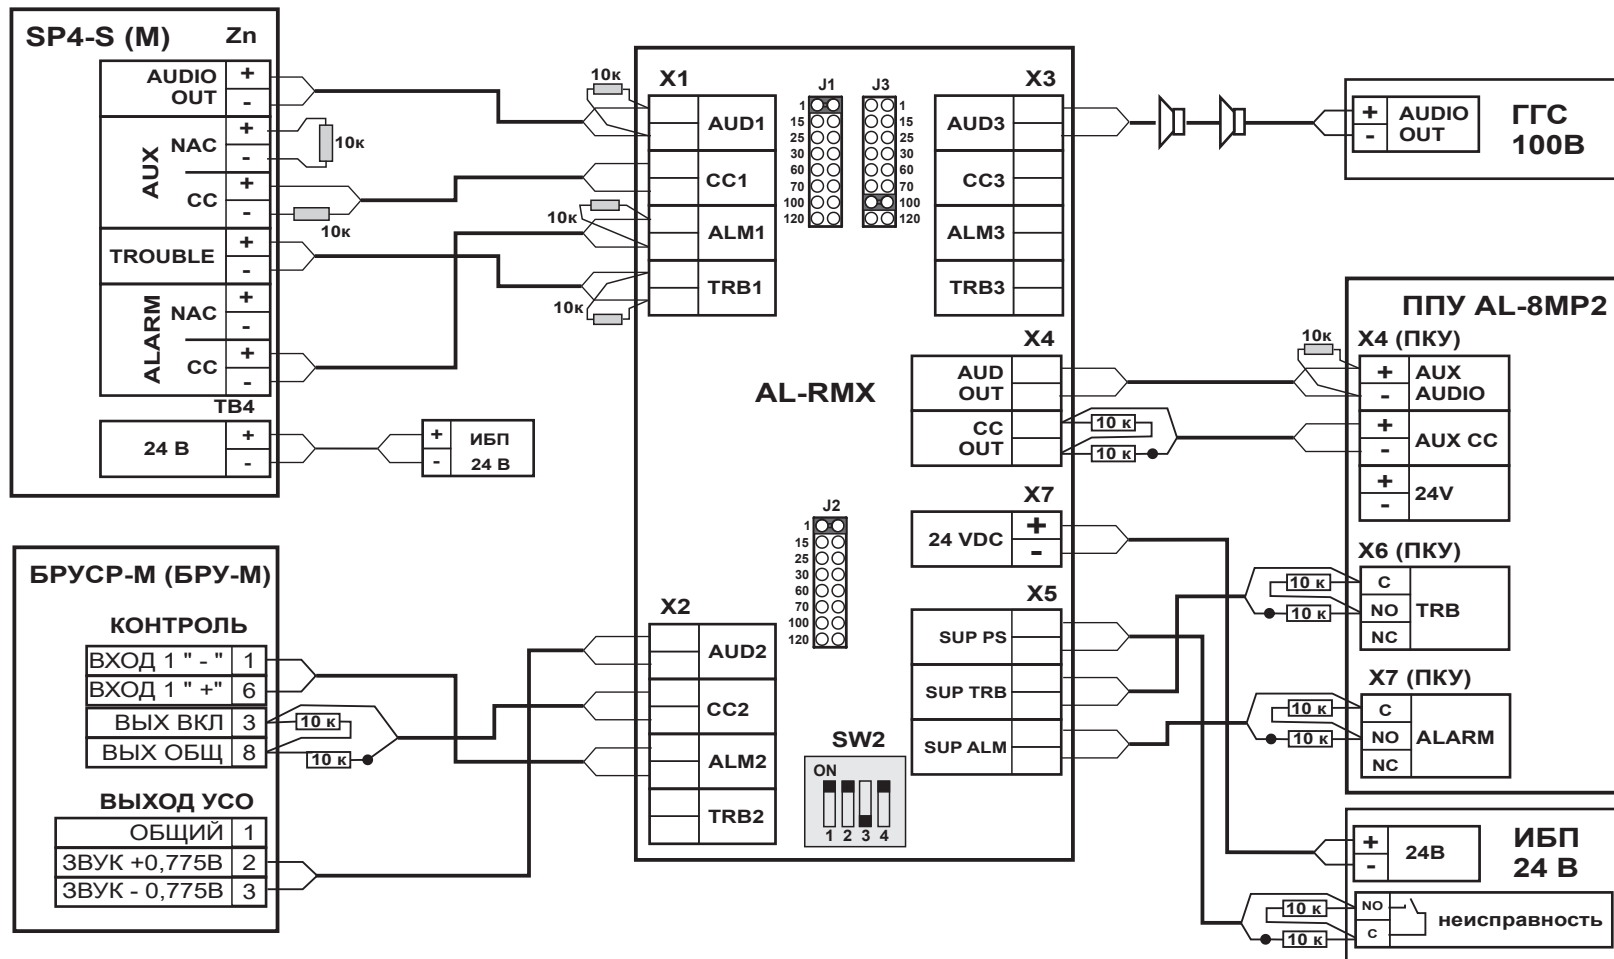 SP4-S (M)
Zn
AUDIO
OUT
+
-
AUX
NAC
+
-
10к
CC
+
-
10к
TROUBLE
+
-
ALARM
NAC
+
-
CC
+
-
TB4
24 В
+
-
+
-
ИБП
24 В
БРУСР-М (БРУ-М)
КОНТРОЛЬ
ВХОД 1 " - " 1
ВХОД 1 " +" 6
ВЫХ ВКЛ 3
ВЫХ ОБЩ 8
10 к
10 к
ВЫХОД УСО
ОБЩИЙ 1
ЗВУК +0,775В 2
ЗВУК - 0,775В 3
AL-RMX
10к
X1
AUD1
CC1
10к
ALM1
TRB1
10к
J1
1
15
25
30
60
70
100
120
J3
1
15
25
30
60
70
100
120
X3
AUD3
CC3
ALM3
TRB3
X4
AUD
OUT
CC
OUT
10 к
10 к
X7
24 VDC
+
-
X5
SUP PS
SUP TRB
SUP ALM
J2
1
15
25
30
60
70
100
120
X2
AUD2
CC2
ALM2
TRB2
SW2
ON
1 2 3 4
+
-
AUDIO
OUT
ГГС
100В
ППУ AL-8MP2
10к
X4 (ПКУ)
+
-
AUX
AUDIO
+
-
AUX CC
+
-
24V
X6 (ПКУ)
10 к
10 к
C
NO
NC
TRB
X7 (ПКУ)
10 к
10 к
C
NO
NC
ALARM
+
-
24В
ИБП
24 В
10 к
10 к
NO
C
неисправность